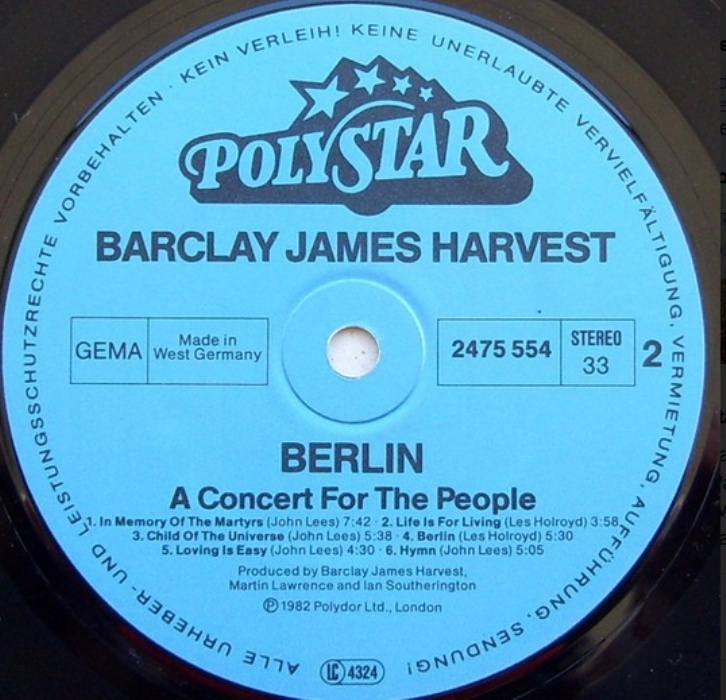 ALLE URHEBER- UND LEISTUNGSSCHUTZRECHTE VORBEHALTEN · KEIN VERLEIH! KEINE UNERLAUBTE VERVIELFÄLTIGUNG, VERMIETUNG, AUFFÜHRUNG, SENDUNG!
POLYSTAR
BARCLAY JAMES HARVEST
GEMA
Made in
West Germany
2475 554
STEREO
33
2
BERLIN
A Concert For The People
1. In Memory Of The Martyrs (John Lees) 7:42 · 2. Life Is For Living (Les Holroyd) 3:58
3. Child Of The Universe (John Lees) 5:38 · 4. Berlin (Les Holroyd) 5:30
5. Loving Is Easy (John Lees) 4:30 · 6. Hymn (John Lees) 5:05
Produced by Barclay James Harvest,
Martin Lawrence and Ian Southerington
Ⓟ 1982 Polydor Ltd., London
LC 4324